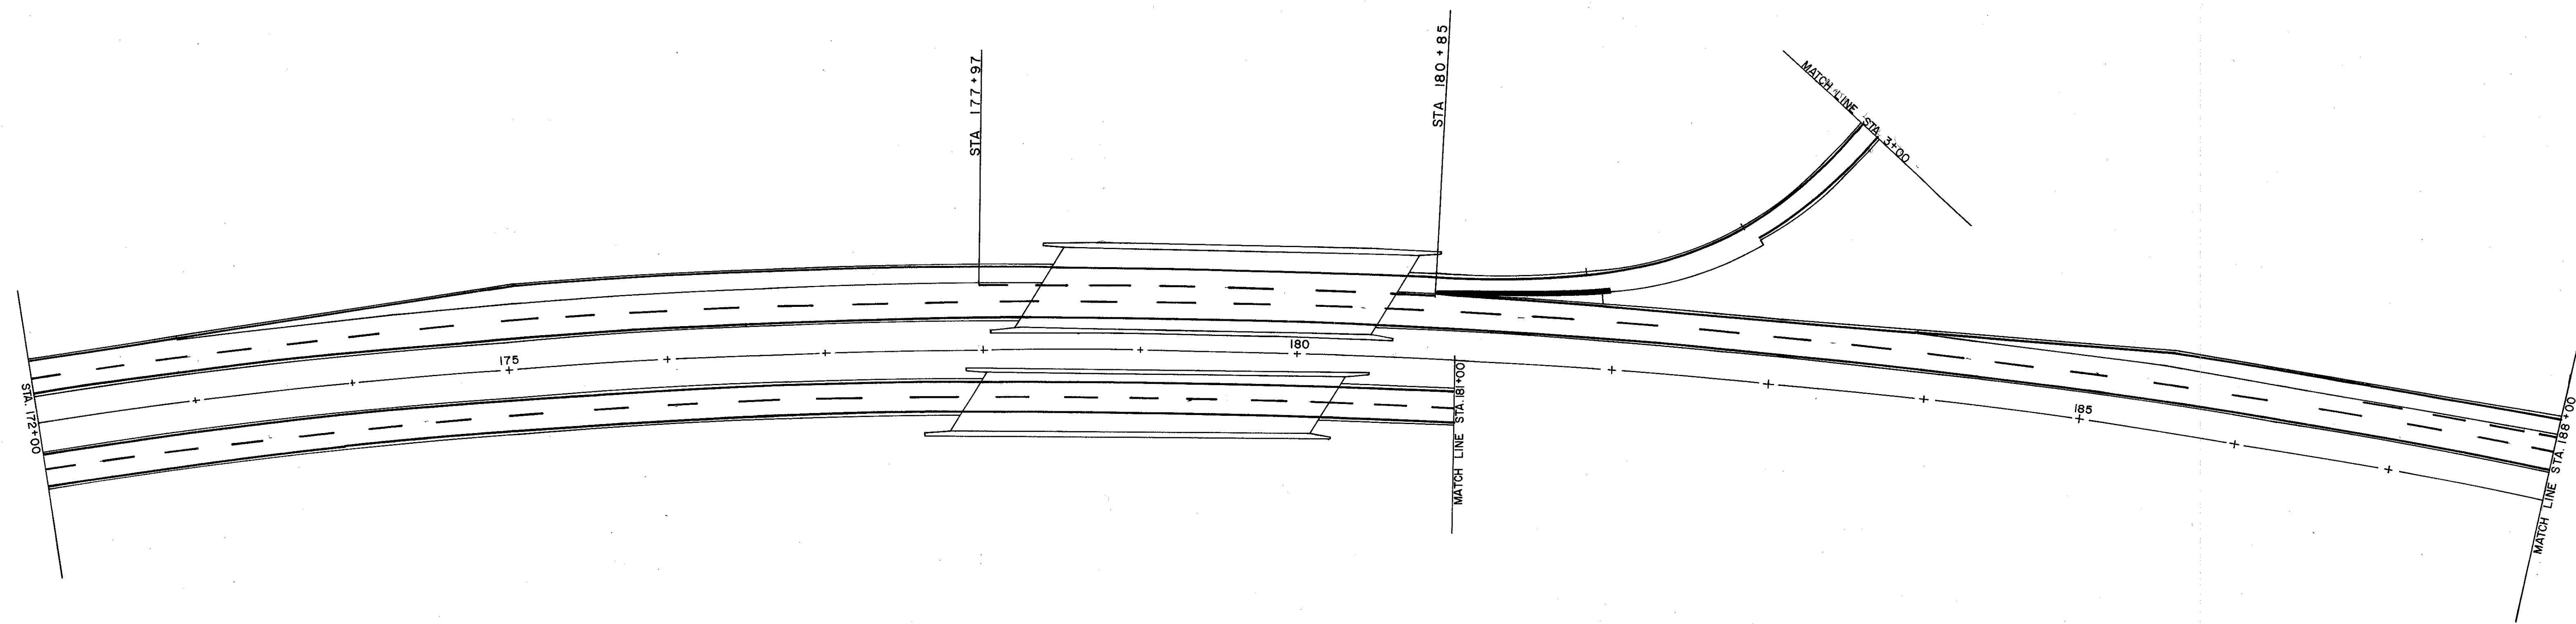 STA. 172+00
175
STA 177+97
180
STA 180+85
MATCH LINE STA. 181+00
MATCH LINE STA. 3+00
185
MATCH LINE STA. 188+00